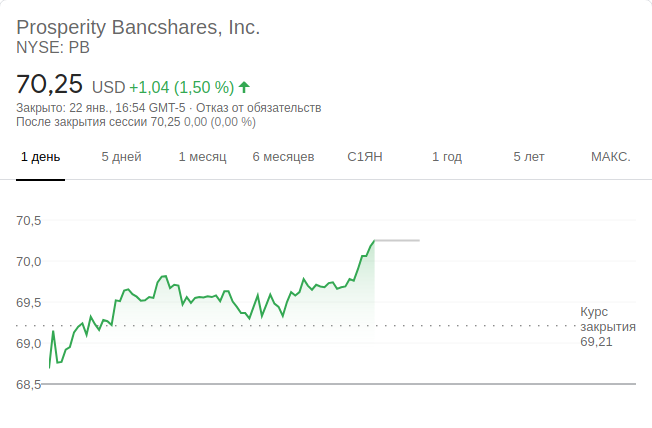 Prosperity Bancshares, Inc.
NYSE: PB
70,25 USD +1,04 (1,50 %)
Закрыто: 22 янв., 16:54 GMT-5 · Отказ от обязательств
После закрытия сессии 70,25 0,00 (0,00 %)
1 день 5 дней 1 месяц 6 месяцев С1ЯН 1 год 5 лет МАКС.
70,5
70,0
69,5
69,0
68,5
Курс
закрытия
69,21